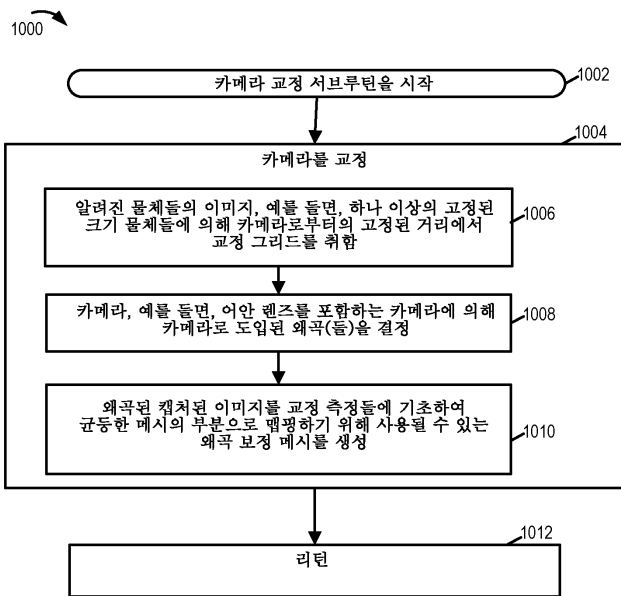 1000
카메라 교정 서브루틴을 시작
1002
1004
카메라를 교정
알려진 물체들의 이미지, 예를 들면, 하나 이상의 고정된
크기 물체들에 의해 카메라로부터의 고정된 거리에서
교정 그리드를 취함
1006
카메라, 예를 들면, 어안 렌즈를 포함하는 카메라에 의해
카메라로 도입된 왜곡(들)을 결정
1008
왜곡된 캡처된 이미지를 교정 측정들에 기초하여
균등한 메시의 부분으로 맵핑하기 위해 사용될 수 있는
왜곡 보정 메시를 생성
1010
1012
리턴